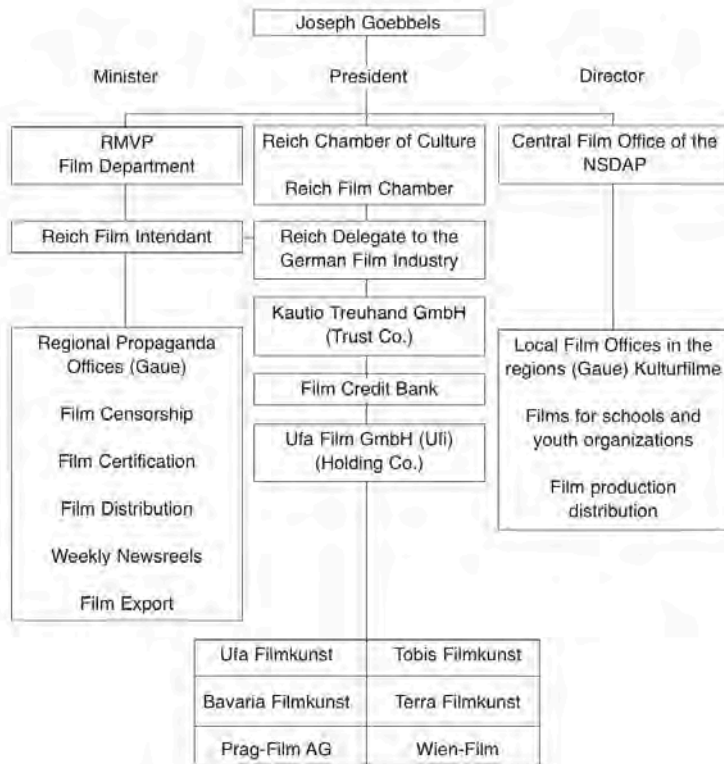 Joseph Goebbels
Minister
President
Director
RMVP
Film Department
Reich Chamber of Culture
Reich Film Chamber
Central Film Office of the
NSDAP
Reich Film Intendant
Reich Delegate to the
German Film Industry
Kautio Treuhand GmbH
(Trust Co.)
Film Credit Bank
Ufa Film GmbH (Ufi)
(Holding Co.)
Regional Propaganda
Offices (Gaue)
Film Censorship
Film Certification
Film Distribution
Weekly Newsreels
Film Export
Local Film Offices in the
regions (Gaue) Kulturfilme
Films for schools and
youth organizations
Film production
distribution
Ufa Filmkunst
Tobis Filmkunst
Bavaria Filmkunst
Terra Filmkunst
Prag-Film AG
Wien-Film